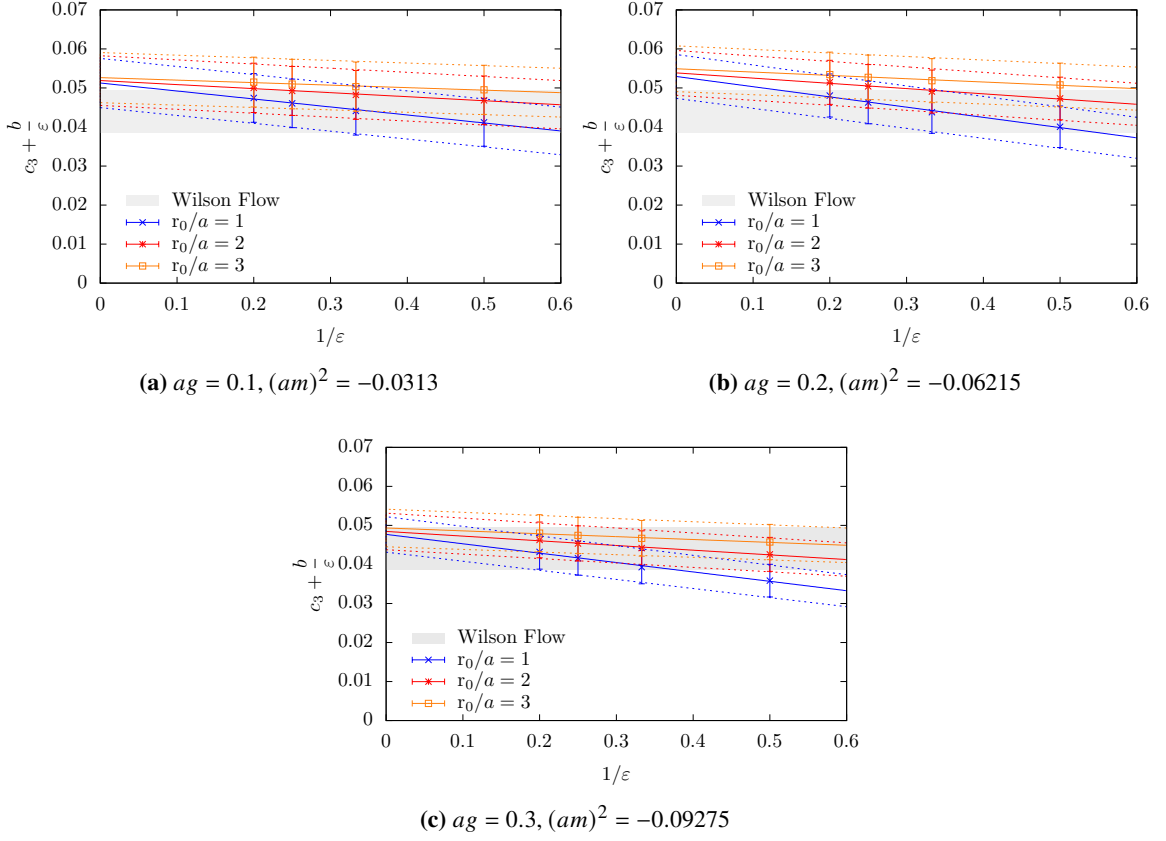 0.07
0.06
0.05
0.04
0.03
0.02
0.01
0
c₃ + b/ε
Wilson Flow
r₀/a = 1
r₀/a = 2
r₀/a = 3
0 0.1 0.2 0.3 0.4 0.5 0.6
1/ε
(a) ag = 0.1, (am)² = −0.0313
0.07
0.06
0.05
0.04
0.03
0.02
0.01
0
c₃ + b/ε
Wilson Flow
r₀/a = 1
r₀/a = 2
r₀/a = 3
0 0.1 0.2 0.3 0.4 0.5 0.6
1/ε
(b) ag = 0.2, (am)² = −0.06215
0.07
0.06
0.05
0.04
0.03
0.02
0.01
0
c₃ + b/ε
Wilson Flow
r₀/a = 1
r₀/a = 2
r₀/a = 3
0 0.1 0.2 0.3 0.4 0.5 0.6
1/ε
(c) ag = 0.3, (am)² = −0.09275